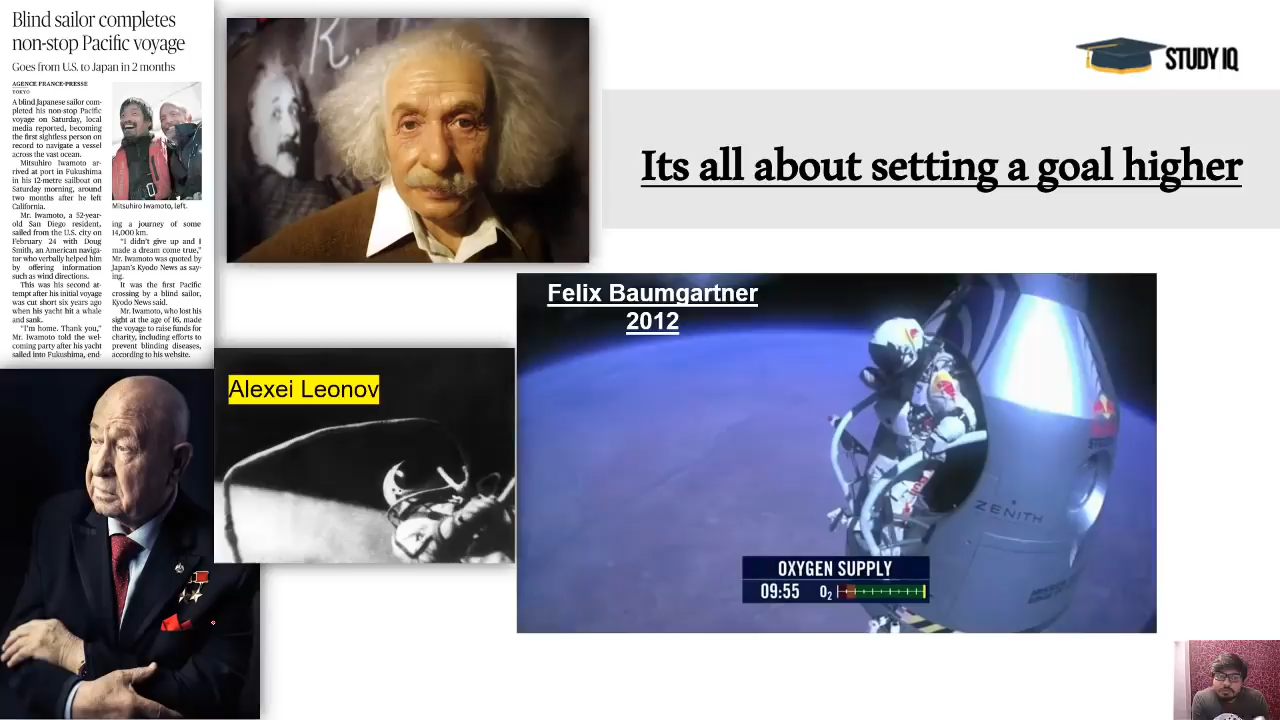 Blind sailor completes
non-stop Pacific voyage
Goes from U.S. to Japan in 2 months
AGENCE FRANCE-PRESSE
TOKYO
A blind Japanese sailor com-
pleted his non-stop Pacific
voyage on Saturday, local
media reported, becoming
the first sightless person on
record to navigate a vessel
across the vast ocean.
Mitsuhiro Iwamoto ar-
rived at port in Fukushima
in his 12-metre sailboat on
Saturday morning, around
two months after he left
California.
Mr. Iwamoto, a 52-year-
old San Diego resident,
sailed from the U.S. city on
February 24 with Doug
Smith, an American naviga-
tor who verbally helped him
by offering information
such as wind directions.
This was his second at-
tempt after his initial voyage
was cut short six years ago
when his yacht hit a whale
and sank.
"I'm home. Thank you,"
Mr. Iwamoto told the wel-
coming party after his yacht
sailed into Fukushima, end-
Mitsuhiro Iwamoto, left.
ing a journey of some
14,000 km.
"I didn't give up and I
made a dream come true,"
Mr. Iwamoto was quoted by
Japan's Kyodo News as say-
ing.
It was the first Pacific
crossing by a blind sailor,
Kyodo News said.
Mr. Iwamoto, who lost his
sight at the age of 16, made
the voyage to raise funds for
charity, including efforts to
prevent blinding diseases,
according to his website.
STUDY IQ
Its all about setting a goal higher
Felix Baumgartner
2012
Alexei Leonov
ZENITH
OXYGEN SUPPLY
09:55 O2